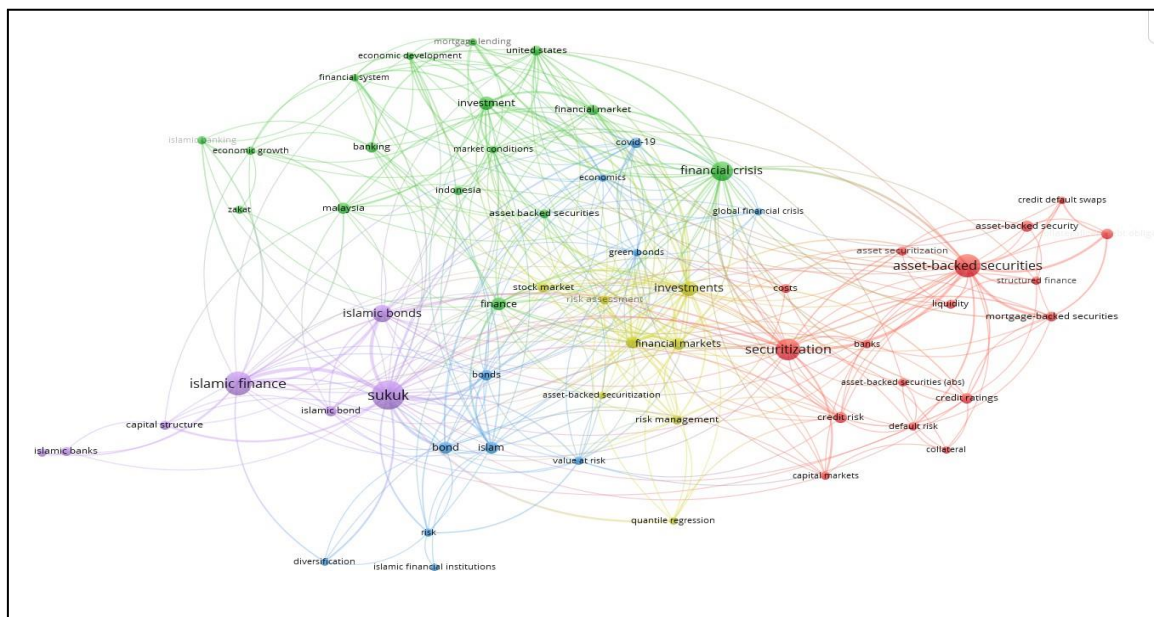 mortgage lending
united states
economic development
financial system
investment
financial market
islamic banking
economic growth
banking
market conditions
covid-19
financial crisis
economics
indonesia
zakat
malaysia
asset backed securities
global financial crisis
credit default swaps
asset-backed security
green bonds
asset securitization
asset-backed securities
structured finance
stock market
investments
costs
risk assessment
finance
liquidity
mortgage-backed securities
islamic bonds
financial markets
securitization
banks
islamic finance
bonds
asset-backed securities (abs)
sukuk
asset-backed securitization
credit ratings
islamic bond
capital structure
risk management
credit risk
default risk
islamic banks
bond
islam
collateral
value at risk
capital markets
quantile regression
risk
diversification
islamic financial institutions